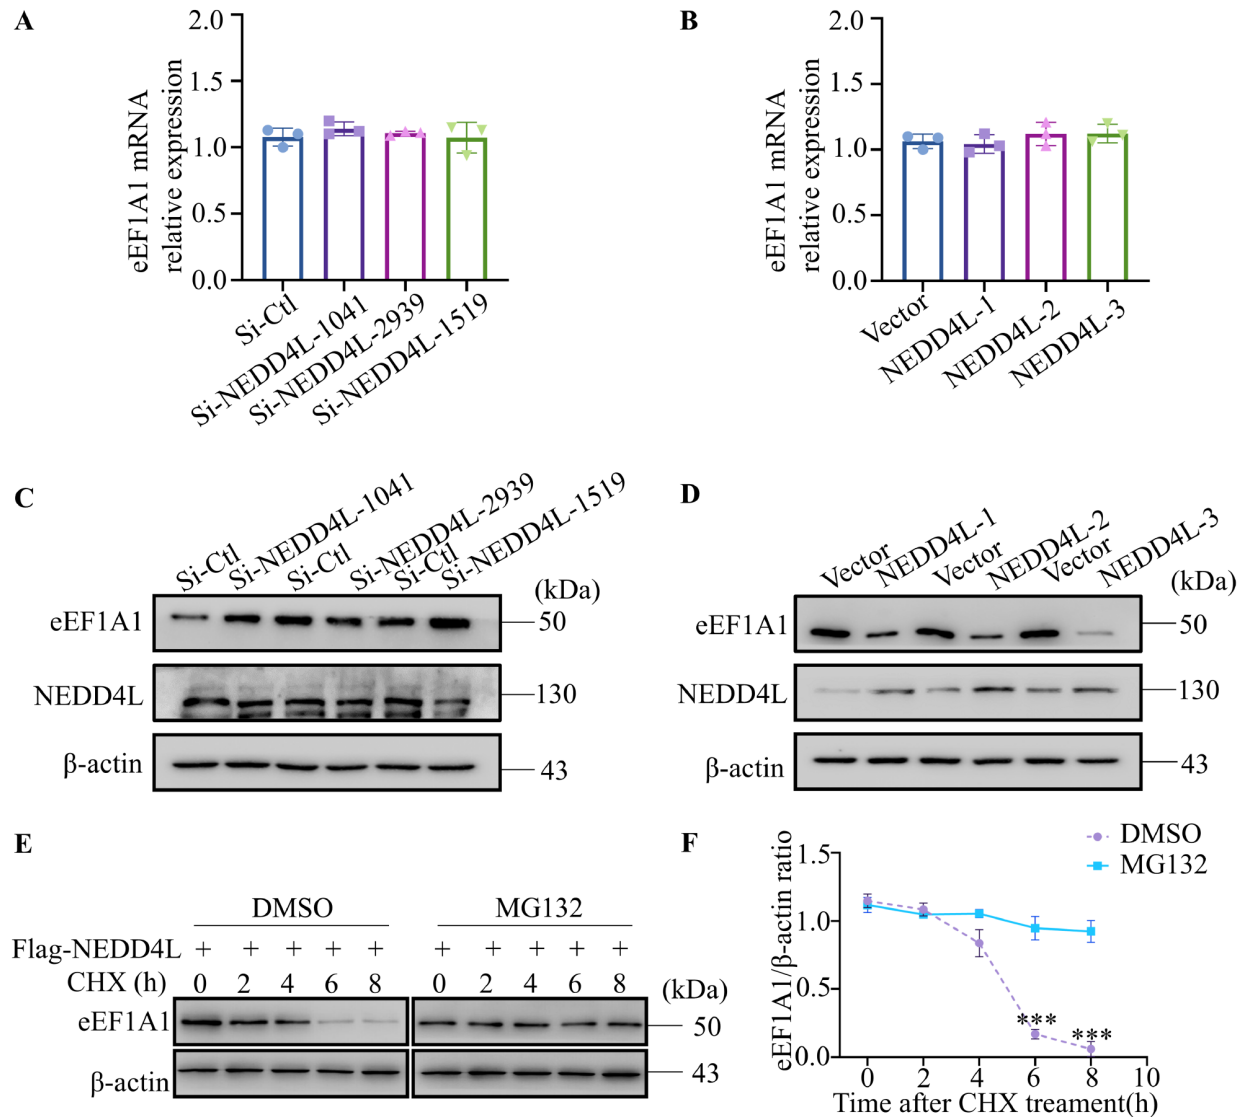 A
eEF1A1 mRNA
relative expression
2.0
1.5
1.0
0.5
0.0
Si-Ctl
Si-NEDD4L-1041
Si-NEDD4L-2939
Si-NEDD4L-1519
B
eEF1A1 mRNA
relative expression
2.0
1.5
1.0
0.5
0.0
Vector
NEDD4L-1
NEDD4L-2
NEDD4L-3
C
Si-Ctl
Si-NEDD4L-1041
Si-Ctl
Si-NEDD4L-2939
Si-Ctl
Si-NEDD4L-1519
(kDa)
eEF1A1
50
NEDD4L
130
β-actin
43
D
Vector
NEDD4L-1
Vector
NEDD4L-2
Vector
NEDD4L-3
(kDa)
eEF1A1
50
NEDD4L
130
β-actin
43
E
DMSO MG132
Flag-NEDD4L + + + + + + + + + +
CHX (h) 0 2 4 6 8 0 2 4 6 8
(kDa)
eEF1A1
50
β-actin
43
F
DMSO
MG132
eEF1A1/β-actin ratio
1.5
1.0
0.5
0.0
***
***
0 2 4 6 8 10
Time after CHX treament(h)